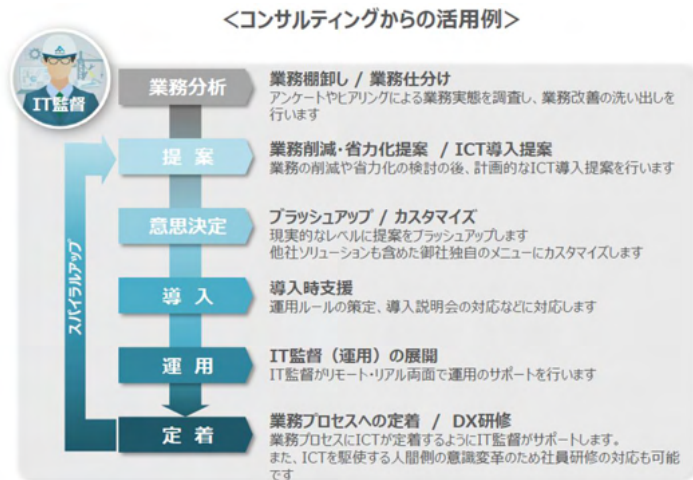 ＜コンサルティングからの活用例＞
IT監督
業務分析
業務棚卸し / 業務仕分け
アンケートやヒアリングによる業務実態を調査し、業務改善の洗い出しを
行います
提 案
業務削減・省力化提案 / ICT導入提案
業務の削減や省力化の検討の後、計画的なICT導入提案を行います
意思決定
ブラッシュアップ / カスタマイズ
現実的なレベルに提案をブラッシュアップします
他社ソリューションも含めた御社独自のメニューにカスタマイズします
導 入
導入時支援
運用ルールの策定、導入説明会の対応などに対応します
運 用
IT監督（運用）の展開
IT監督がリモート・リアル両面で運用のサポートを行います
定 着
業務プロセスへの定着 / DX研修
業務プロセスにICTが定着するようにIT監督がサポートします。
また、ICTを駆使する人間側の意識変革のため社員研修の対応も可能
です
スパイラルアップ